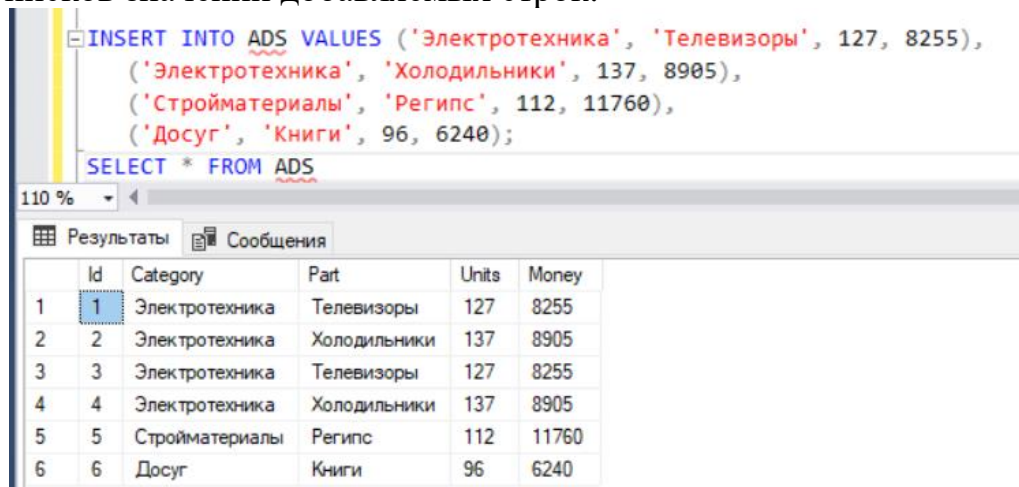 значений добавляемых строк.
INSERT INTO ADS VALUES ('Электротехника', 'Телевизоры', 127, 8255),
('Электротехника', 'Холодильники', 137, 8905),
('Стройматериалы', 'Регипс', 112, 11760),
('Досуг', 'Книги', 96, 6240);
SELECT * FROM ADS
110 %
Результаты Сообщения
Id Category Part Units Money
1 1 Электротехника Телевизоры 127 8255
2 2 Электротехника Холодильники 137 8905
3 3 Электротехника Телевизоры 127 8255
4 4 Электротехника Холодильники 137 8905
5 5 Стройматериалы Регипс 112 11760
6 6 Досуг Книги 96 6240